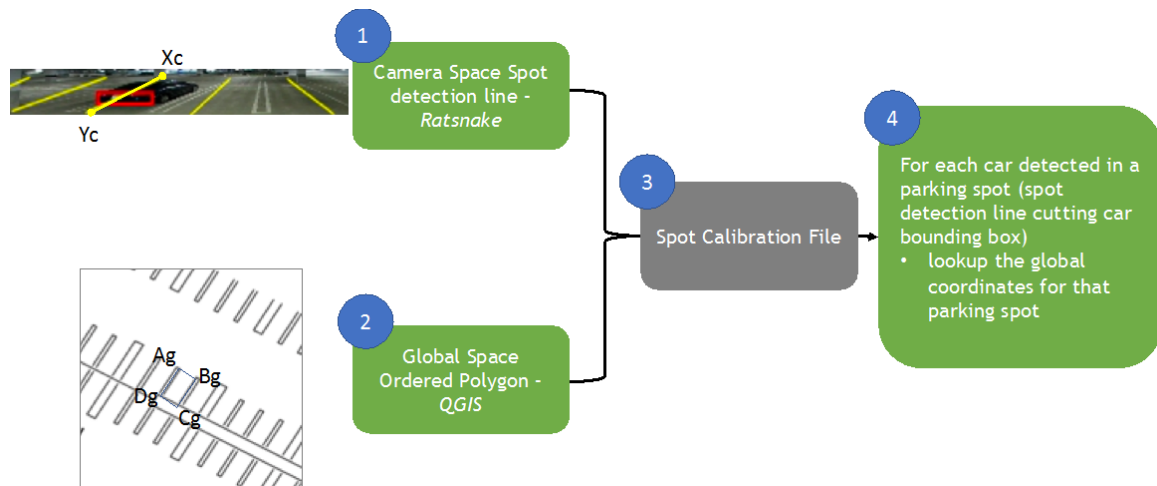 Xc
Yc
1
Camera Space Spot
detection line -
Ratsnake
Ag
Bg
Dg
Cg
2
Global Space
Ordered Polygon -
QGIS
3
Spot Calibration File
4
For each car detected in a
parking spot (spot
detection line cutting car
bounding box)
• lookup the global
coordinates for that
parking spot